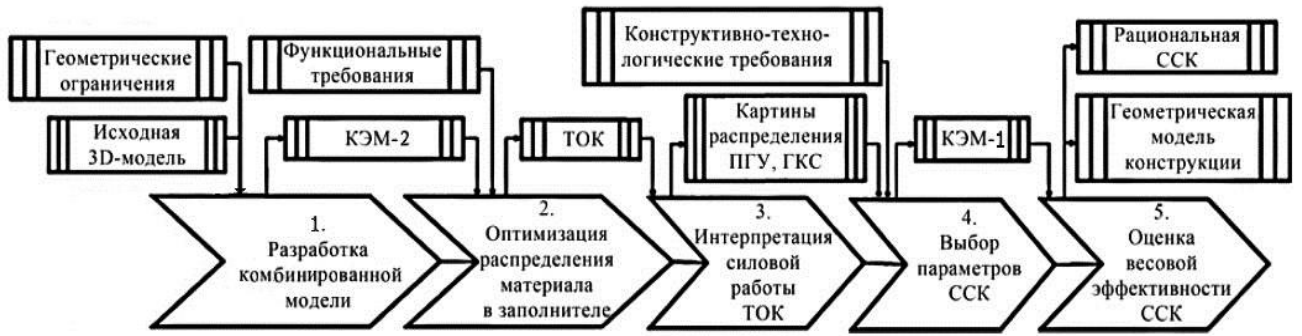 Геометрические
ограничения
Исходная
3D-модель
Функциональные
требования
КЭМ-2
ТОК
Конструктивно-техно-
логические требования
Картины
распределения
ПГУ, ГКС
КЭМ-1
Рациональная
ССК
Геометрическая
модель
конструкции
1.
Разработка
комбинированной
модели
2.
Оптимизация
распределения
материала
в заполнителе
3.
Интерпретация
силовой
работы
ТОК
4.
Выбор
параметров
ССК
5.
Оценка
весовой
эффективности
ССК